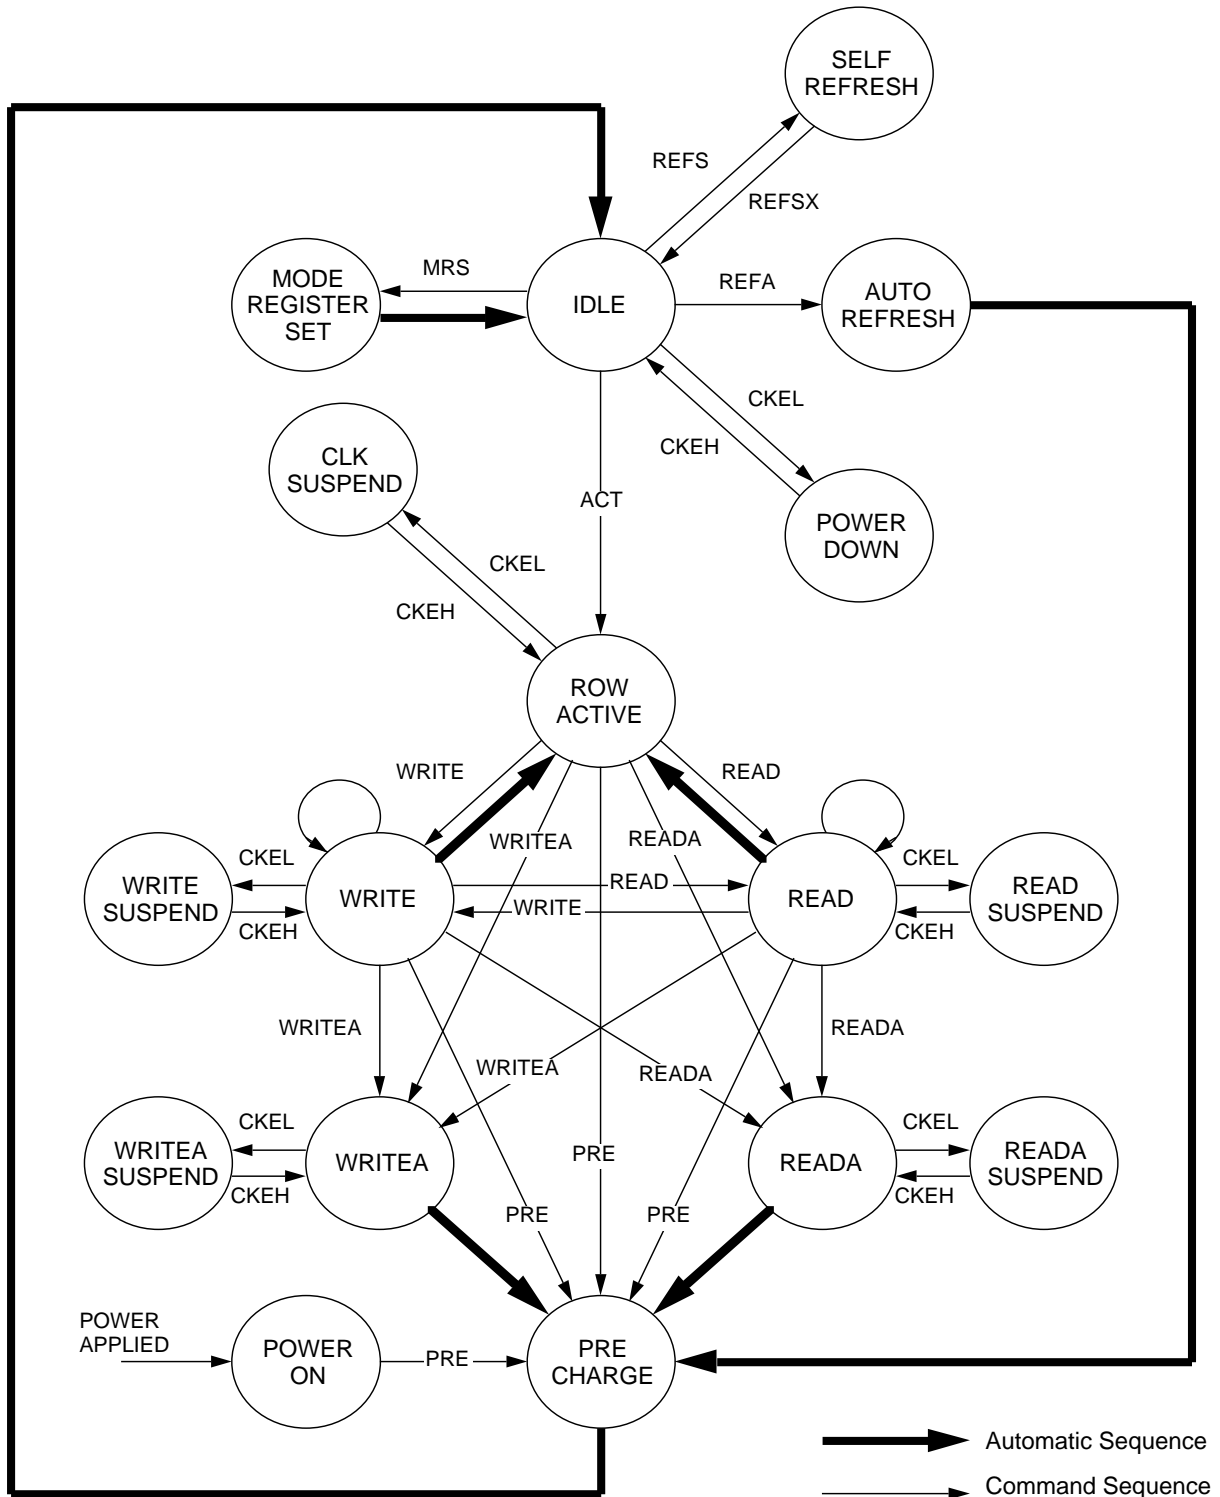 SELF
REFRESH
REFS
REFSX
MODE
REGISTER
SET
MRS
IDLE
REFA
AUTO
REFRESH
CKEL
CKEH
CLK
SUSPEND
ACT
POWER
DOWN
CKEL
CKEH
ROW
ACTIVE
WRITE
READ
WRITEA
READA
CKEL
CKEL
WRITE
SUSPEND
WRITE
READ
WRITE
READ
READ
SUSPEND
CKEH
CKEH
WRITEA
READA
WRITEA
READA
CKEL
CKEL
WRITEA
SUSPEND
WRITEA
PRE
READA
READA
SUSPEND
CKEH
CKEH
PRE
PRE
POWER
APPLIED
POWER
ON
PRE
PRE
CHARGE
Automatic Sequence
Command Sequence